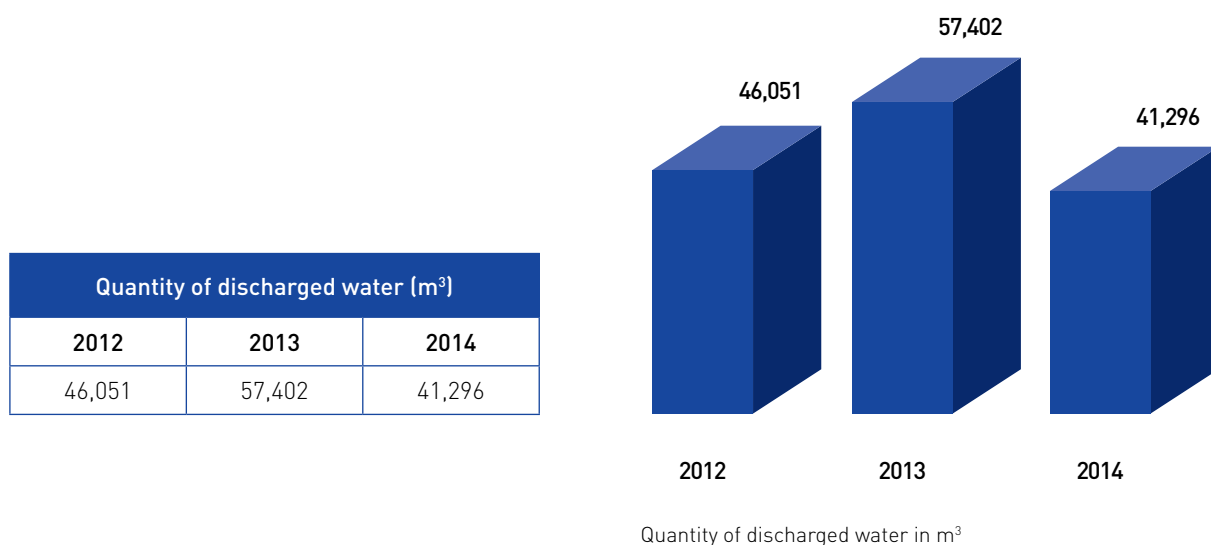 Quantity of discharged water (m³)
2012 2013 2014
46,051 57,402 41,296
57,402
46,051
41,296
2012 2013 2014
Quantity of discharged water in m³